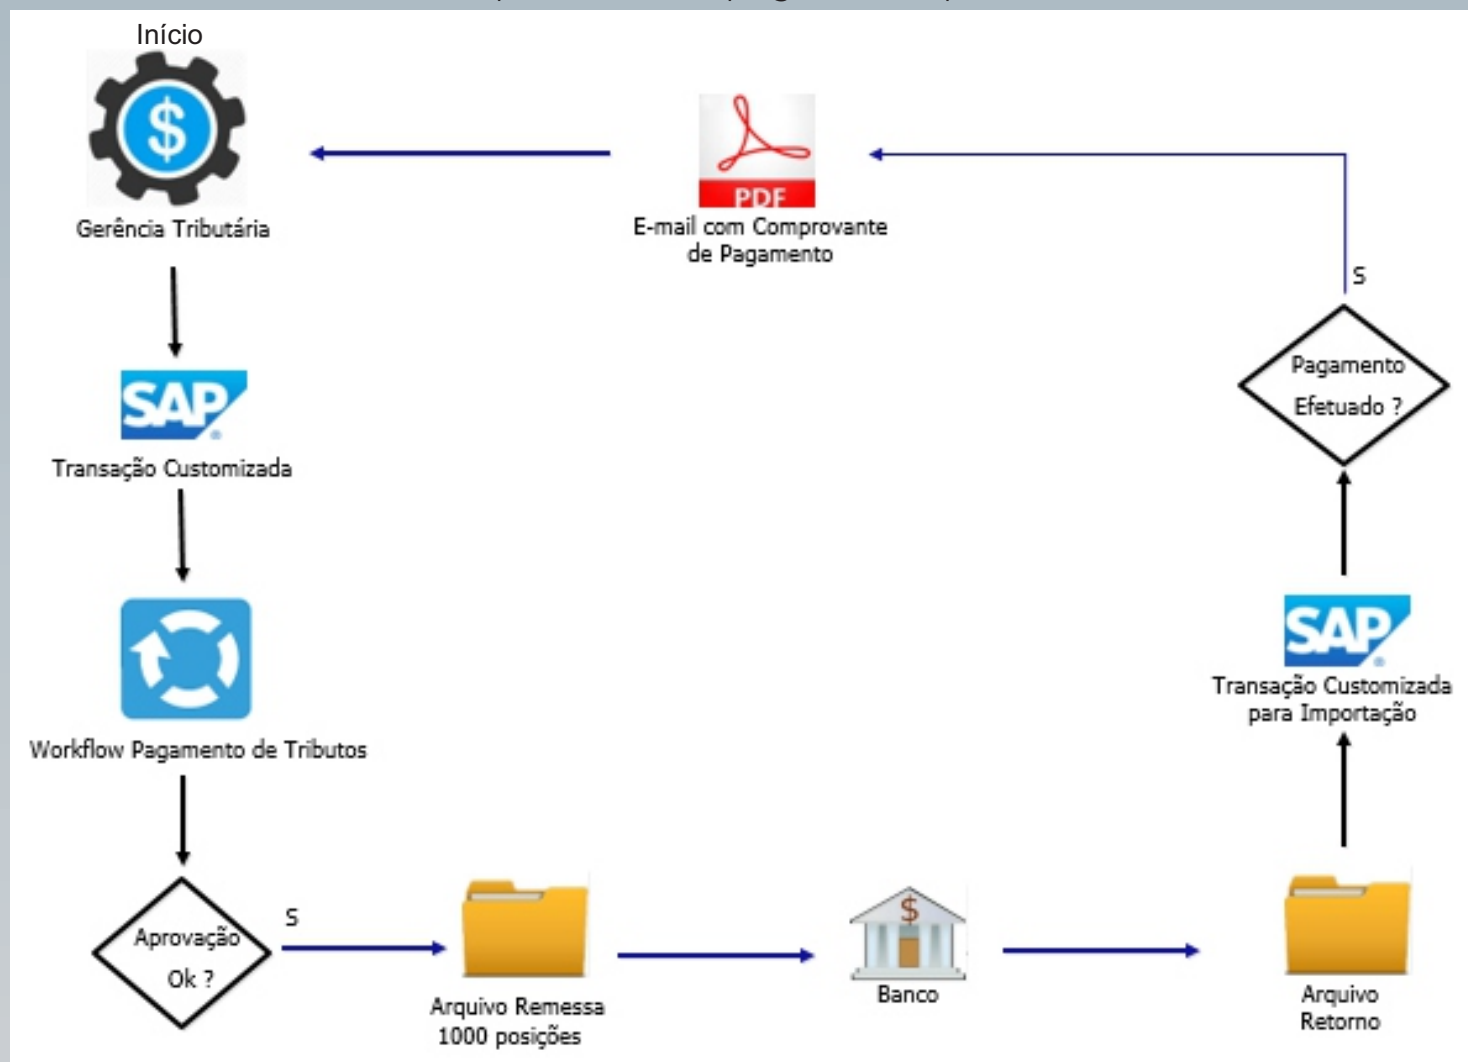 Início
$
Gerência Tributária
SAP
®
Transação Customizada
Workflow Pagamento de Tributos
Aprovação
Ok ?
S
Arquivo Remessa
1000 posições
$
Banco
Arquivo
Retorno
SAP
®
Transação Customizada
para Importação
Pagamento
Efetuado ?
S
PDF
E-mail com Comprovante
de Pagamento